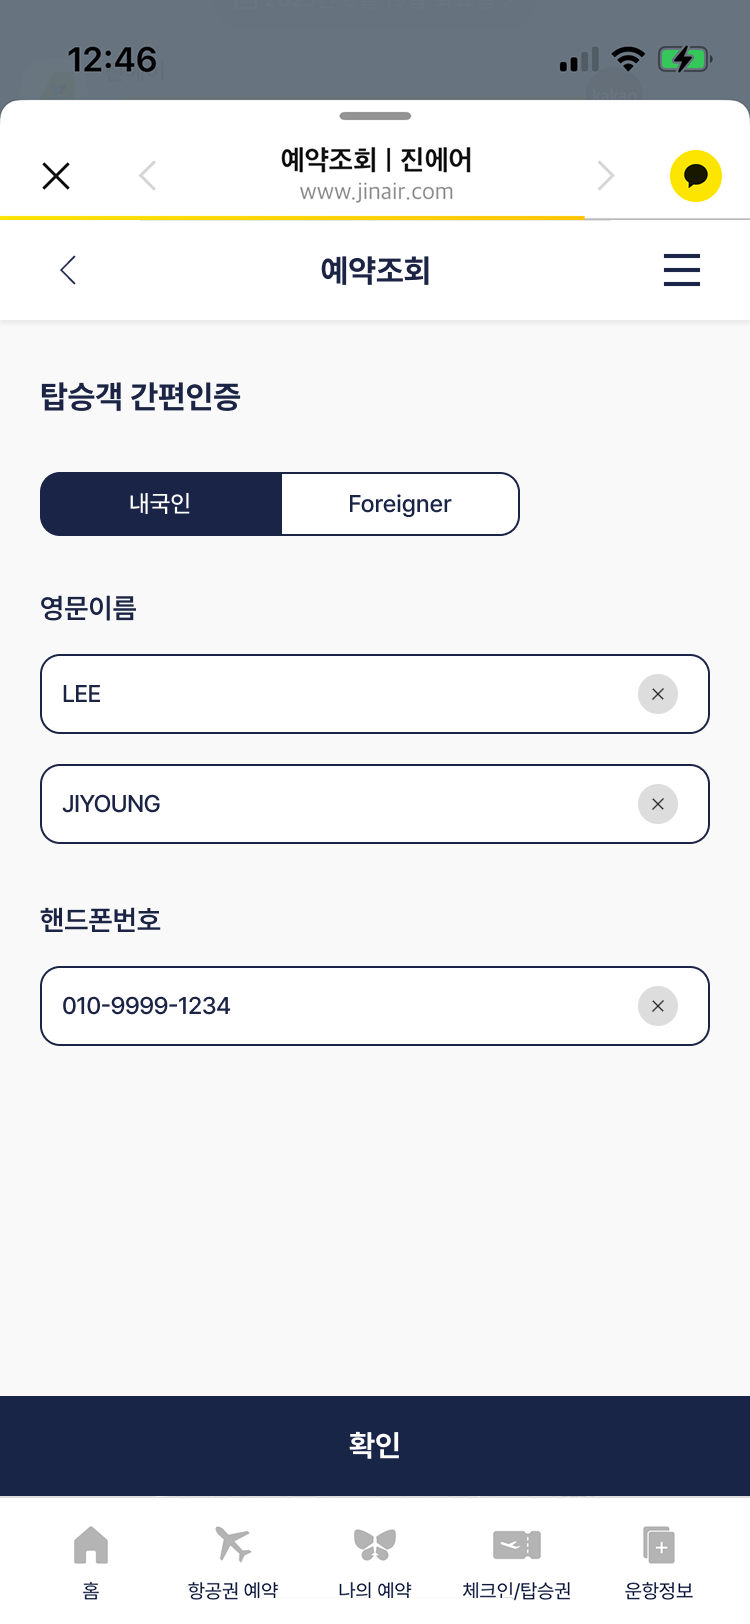 12:46
예약조회 | 진에어
www.jinair.com
예약조회
탑승객 간편인증
내국인
Foreigner
영문이름
LEE
JIYOUNG
핸드폰번호
010-9999-1234
확인
홈
항공권 예약
나의 예약
체크인/탑승권
운항정보